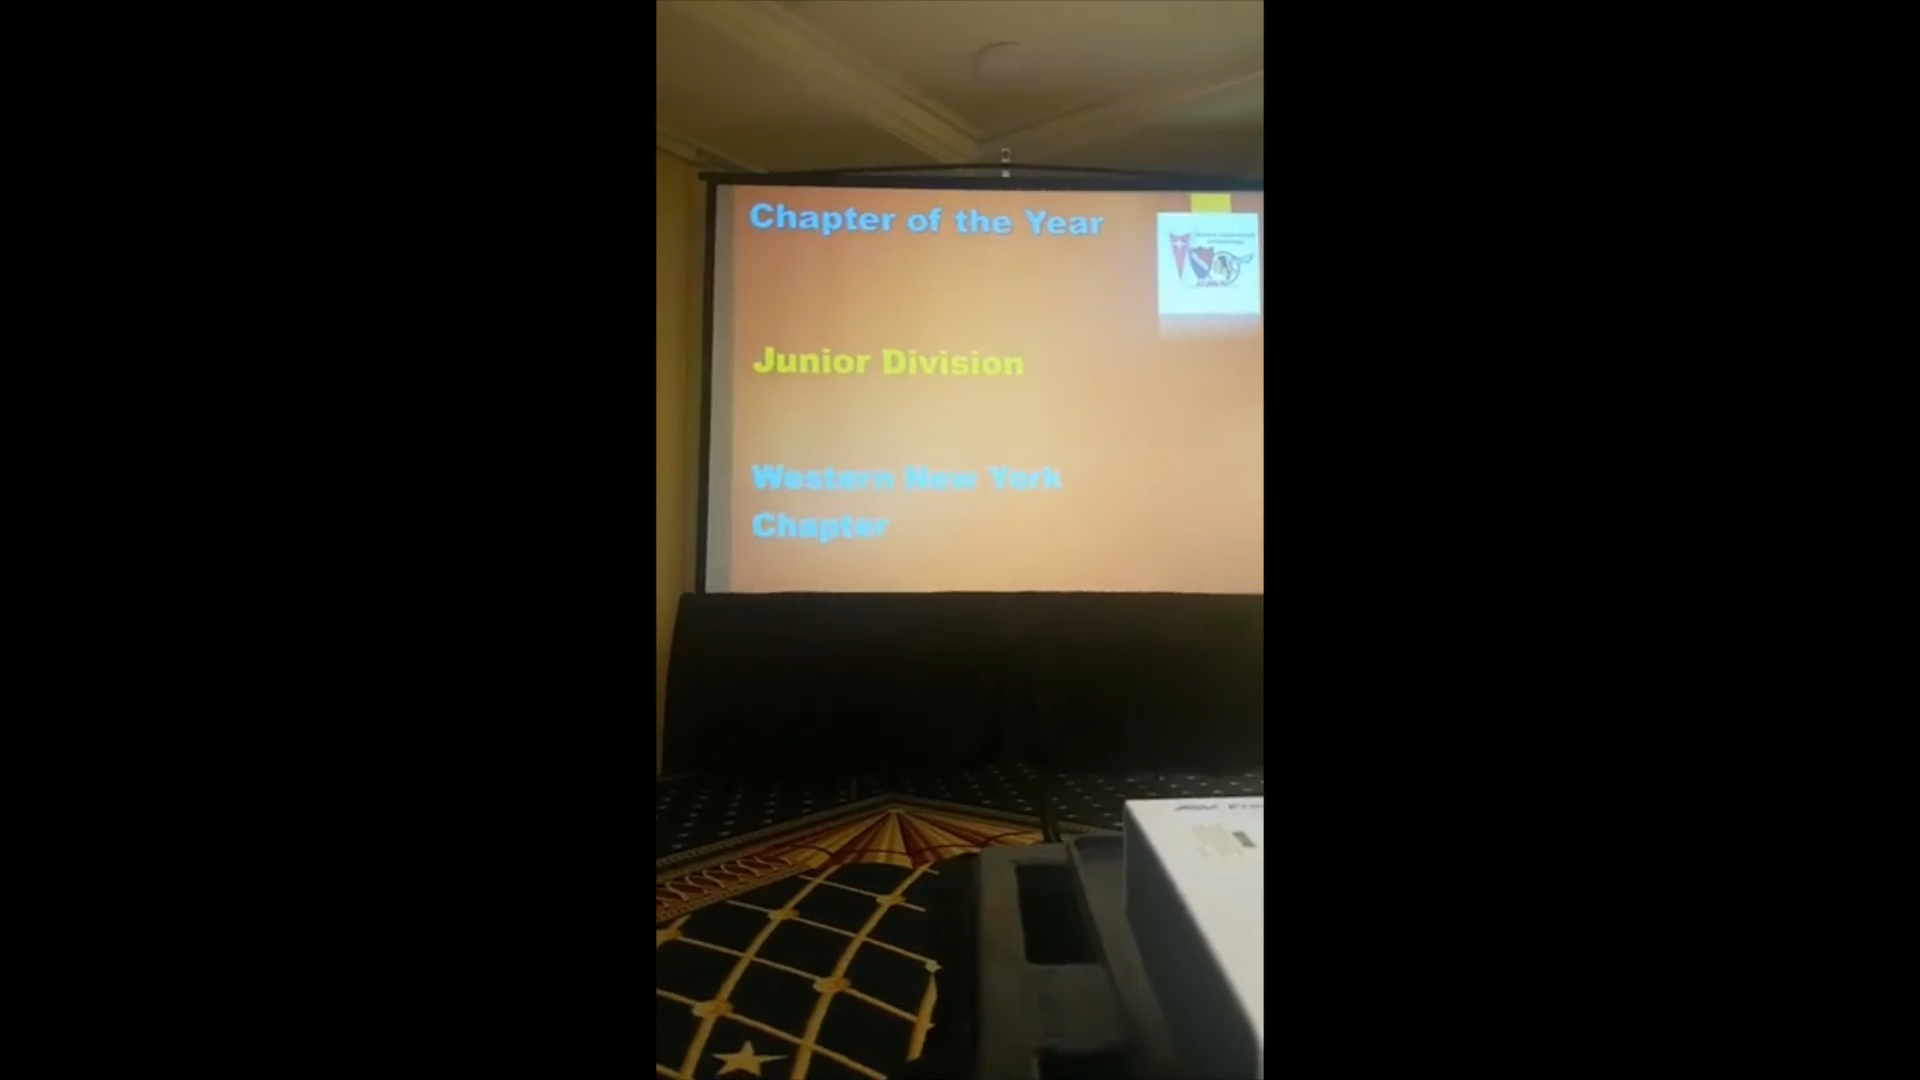 Chapter of the Year
Junior Division
Western New York
Chapter